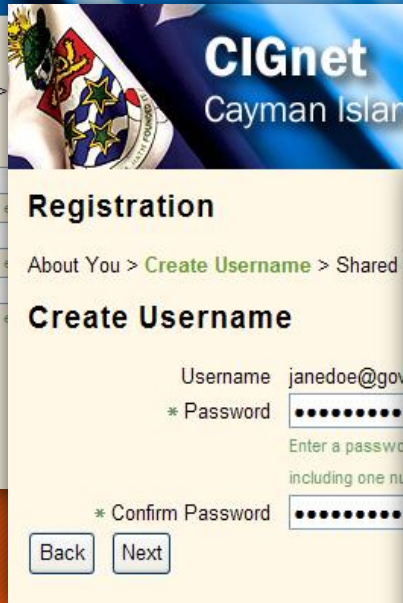 CIGnet
Cayman Islan
Registration
About You > Create Username > Shared
Create Username
Username janedoe@gov
* Password ●●●●●●●●●
Enter a passwo
including one nu
* Confirm Password ●●●●●●●●●
Back Next